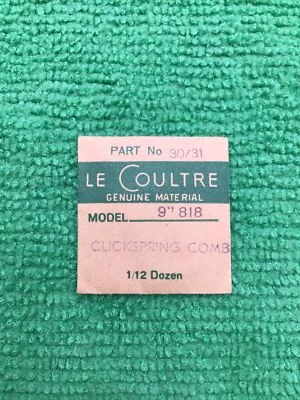 PART No 30/31
LE COULTRE
GENUINE MATERIAL
MODEL 9''' 818
CLICKSPRING COMB
1/12 Dozen